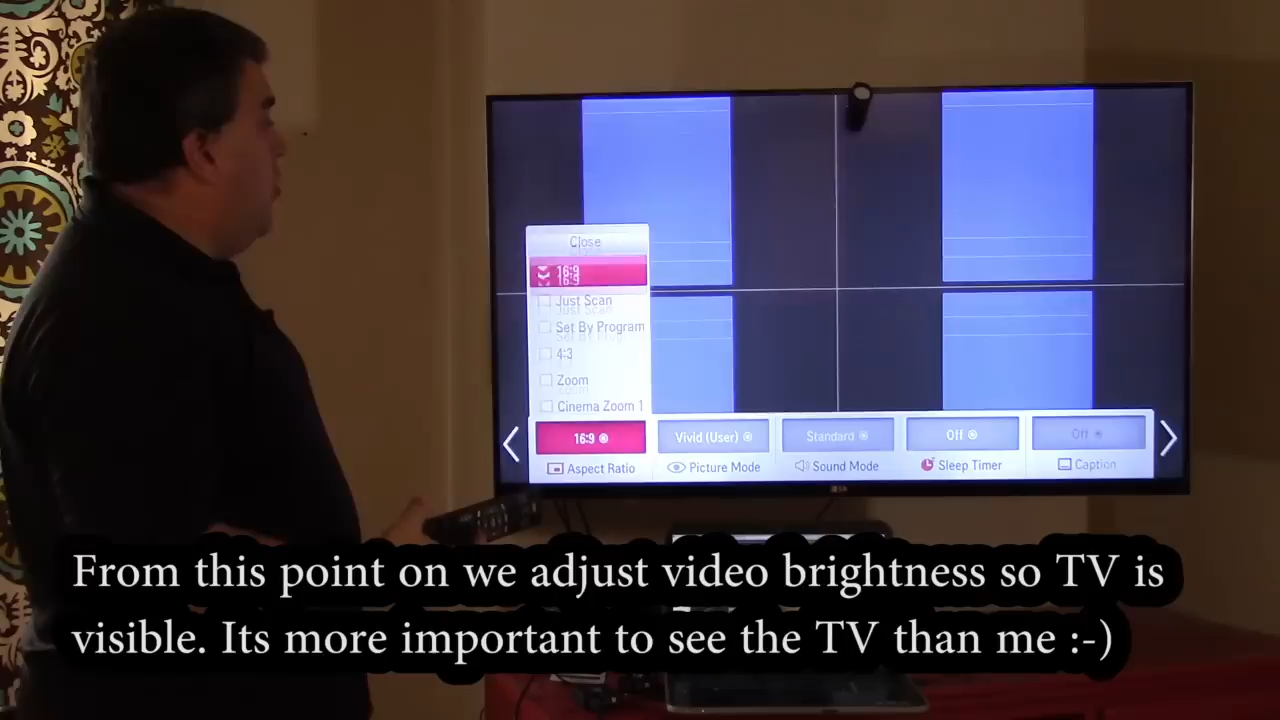 Close
16:9
Just Scan
Set By Program
4:3
Zoom
Cinema Zoom 1
16:9 Vivid (User) Standard Off Off
Aspect Ratio Picture Mode Sound Mode Sleep Timer Caption
LG
From this point on we adjust video brightness so TV is
visible. Its more important to see the TV than me :-)